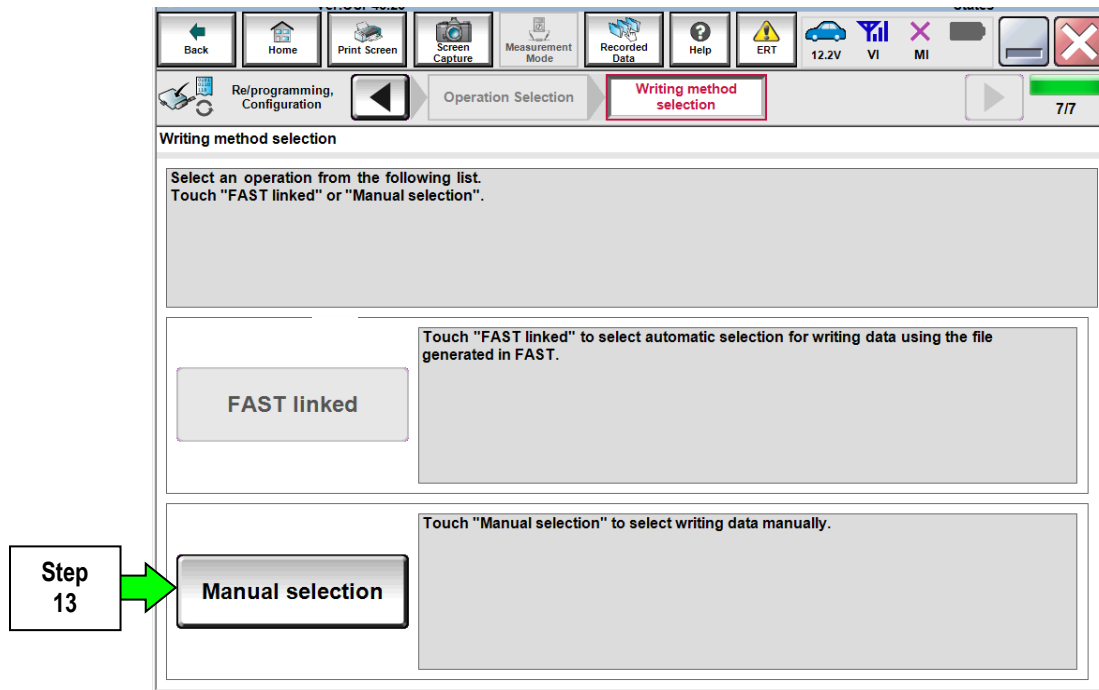 Back
Home
Print Screen
Screen
Capture
Measurement
Mode
Recorded
Data
Help
ERT
12.2V
VI
MI
Re/programming,
Configuration
Operation Selection
Writing method
selection
7/7
Writing method selection
Select an operation from the following list.
Touch "FAST linked" or "Manual selection".
FAST linked
Touch "FAST linked" to select automatic selection for writing data using the file
generated in FAST.
Step
13
Manual selection
Touch "Manual selection" to select writing data manually.